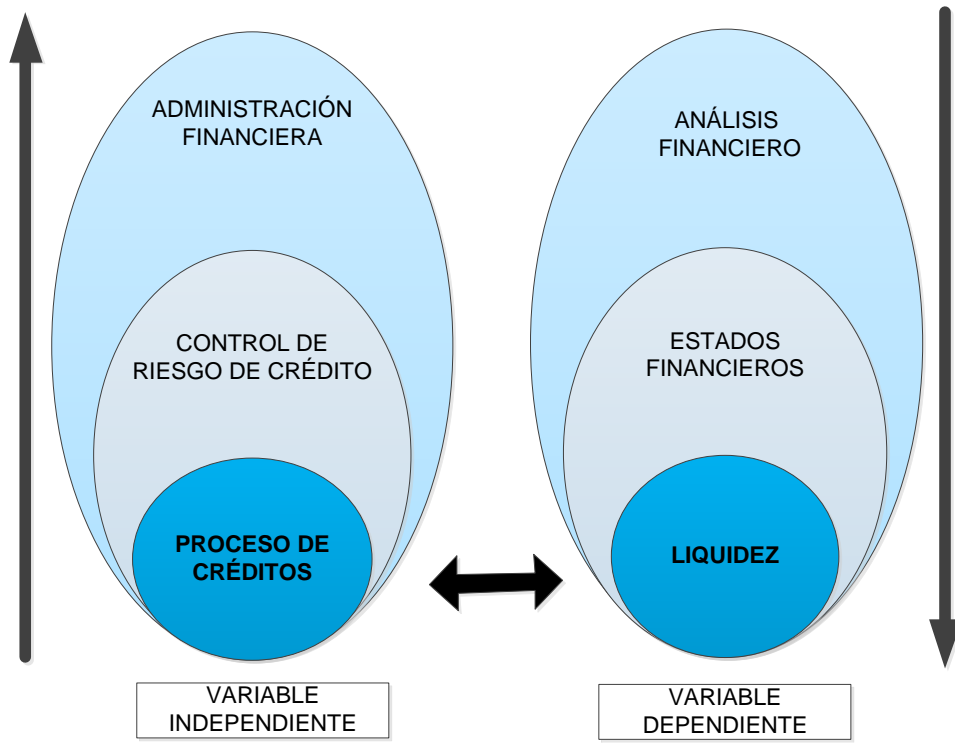 ADMINISTRACIÓN
FINANCIERA
CONTROL DE
RIESGO DE CRÉDITO
PROCESO DE
CRÉDITOS
VARIABLE
INDEPENDIENTE
ANÁLISIS
FINANCIERO
ESTADOS
FINANCIEROS
LIQUIDEZ
VARIABLE
DEPENDIENTE